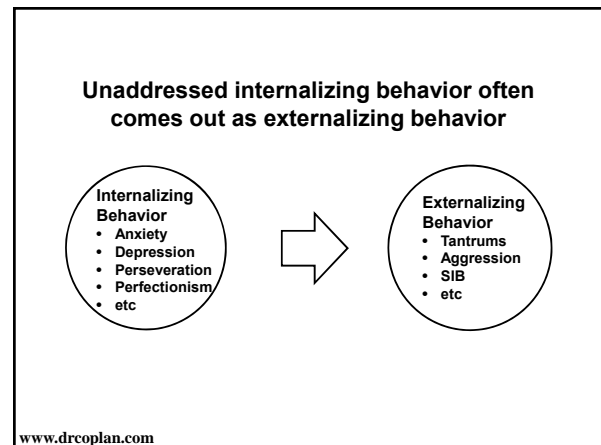 Unaddressed internalizing behavior often
comes out as externalizing behavior
Internalizing
Behavior
• Anxiety
• Depression
• Perseveration
• Perfectionism
• etc
Externalizing
Behavior
• Tantrums
• Aggression
• SIB
• etc
www.drcoplan.com